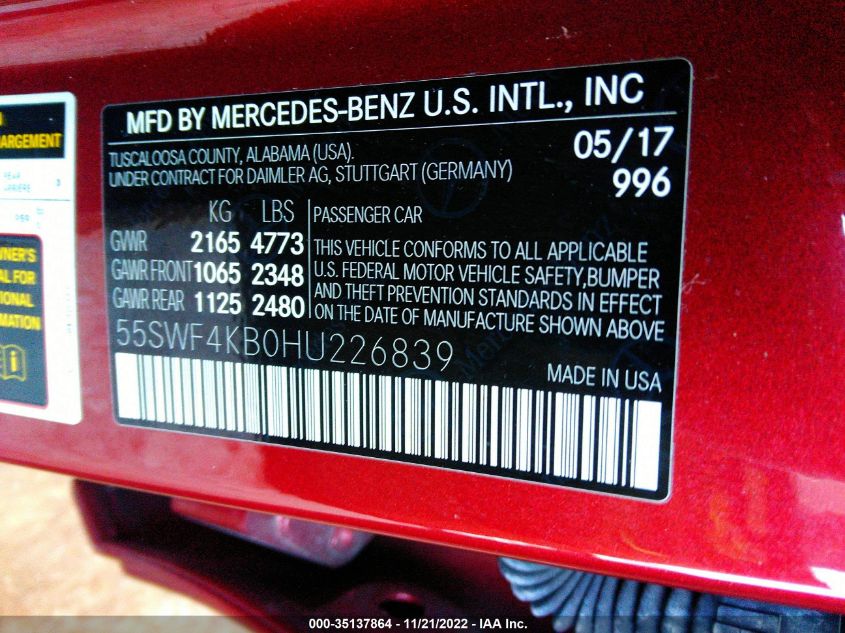 MFD BY MERCEDES-BENZ U.S. INTL., INC
TUSCALOOSA COUNTY, ALABAMA (USA).
UNDER CONTRACT FOR DAIMLER AG, STUTTGART (GERMANY)
05/17
996
KG LBS
GVWR 2165 4773
GAWR FRONT 1065 2348
GAWR REAR 1125 2480
PASSENGER CAR
THIS VEHICLE CONFORMS TO ALL APPLICABLE
U.S. FEDERAL MOTOR VEHICLE SAFETY,BUMPER
AND THEFT PREVENTION STANDARDS IN EFFECT
ON THE DATE OF MANUFACTURE SHOWN ABOVE
55SWF4KB0HU226839
MADE IN USA
REAR
FOR
000-35137864 - 11/21/2022 - IAA Inc.